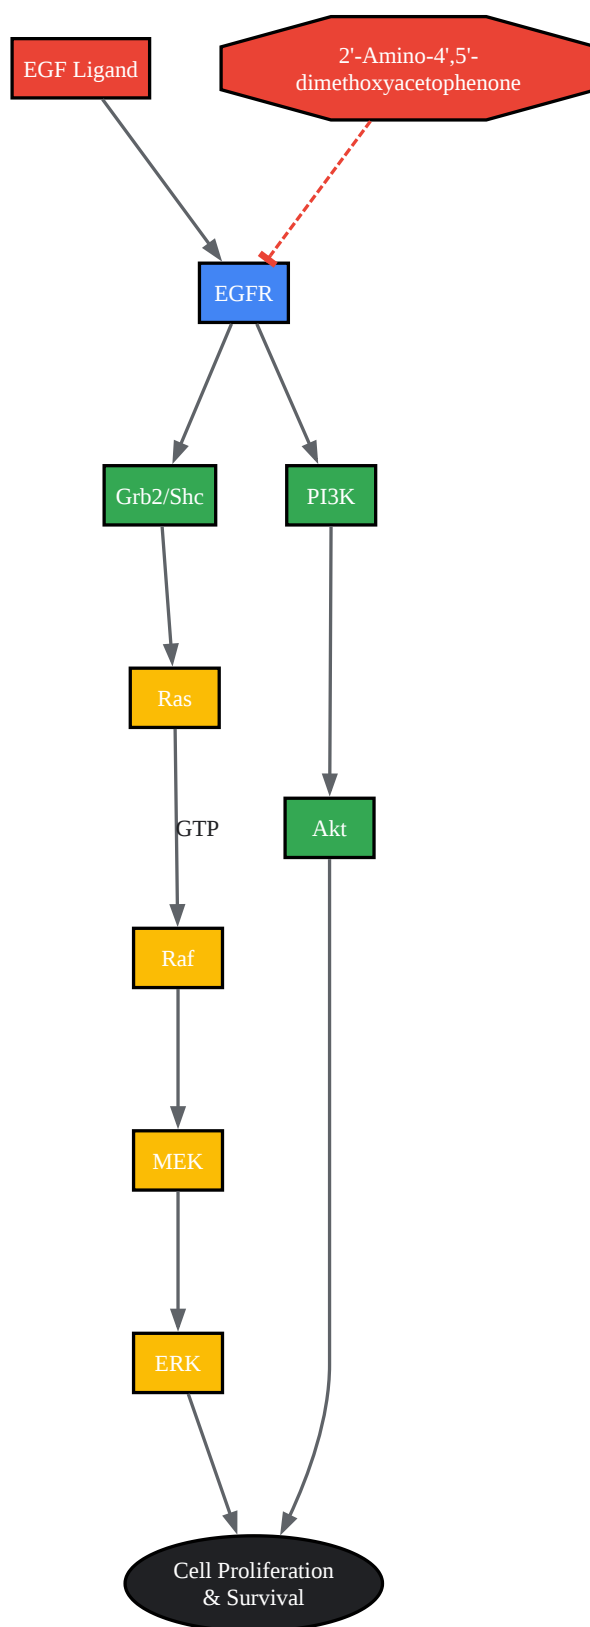 EGF Ligand
2'-Amino-4',5'-
dimethoxyacetophenone
EGFR
Grb2/Shc
PI3K
Ras
GTP
Akt
Raf
MEK
ERK
Cell Proliferation
& Survival